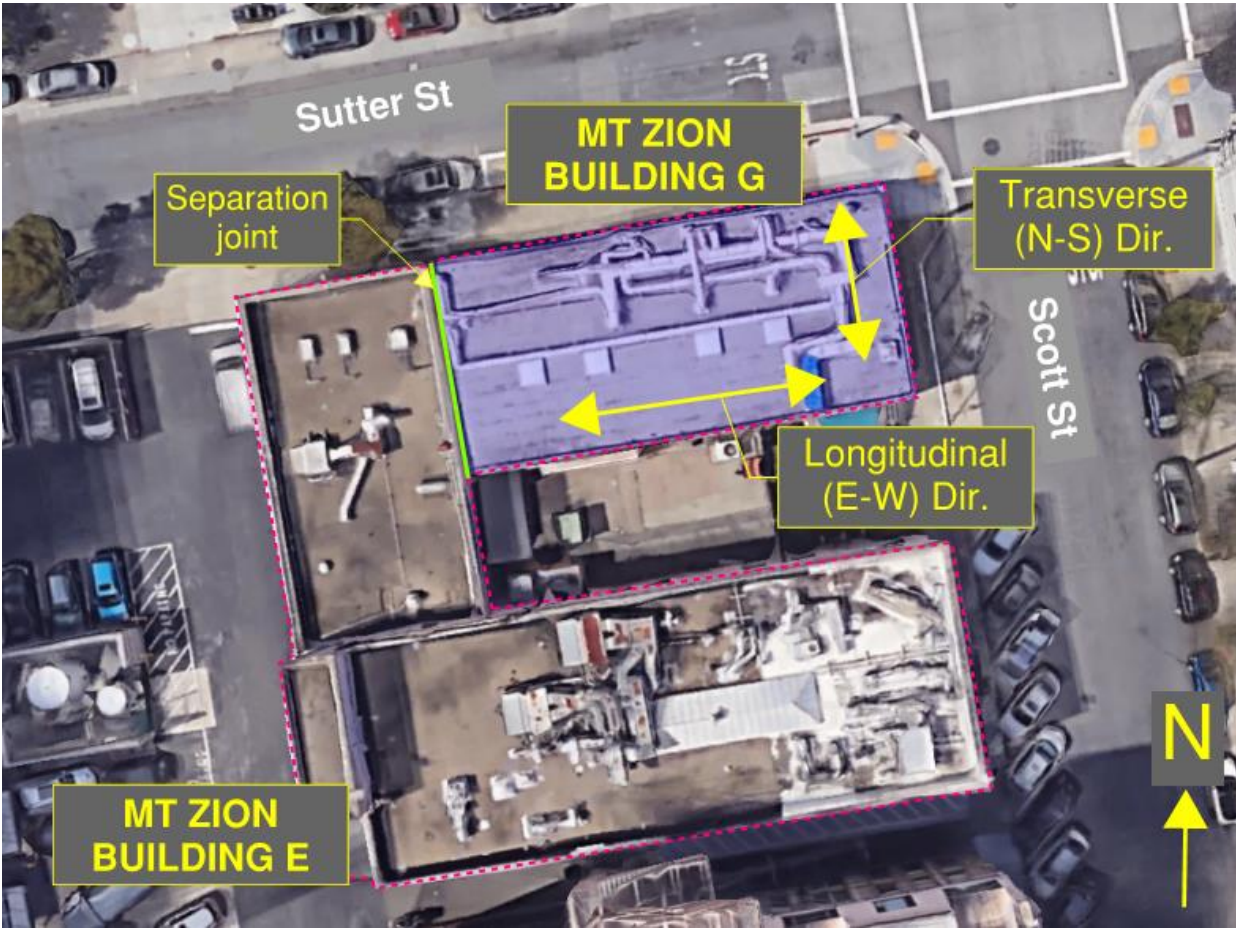 Sutter St
MT ZION
BUILDING G
Separation
joint
Transverse
(N-S) Dir.
Scott St
Longitudinal
(E-W) Dir.
N
MT ZION
BUILDING E